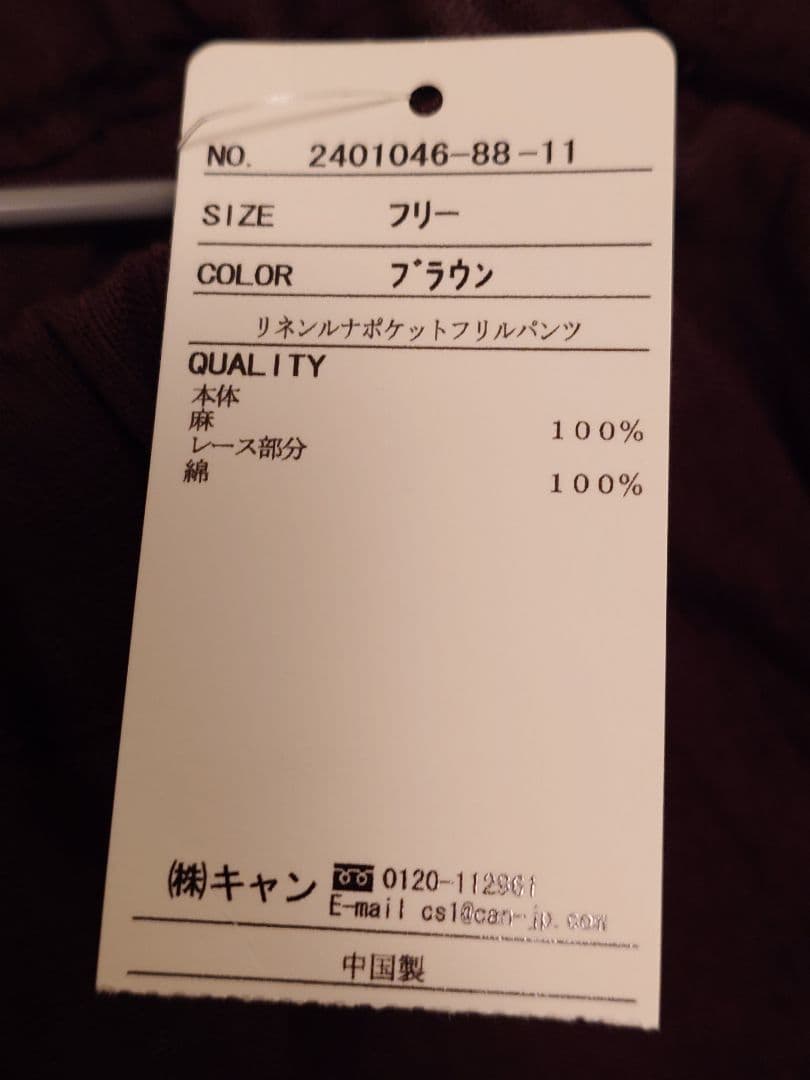 NO. 2401046-88-11
SIZE フリー
COLOR ブラウン
リネンルナポケットフリルパンツ
QUALITY
本体
麻 100%
レース部分
綿 100%
㈱キャン 0120-112961
E-mail cs1@can-jp.com
中国製